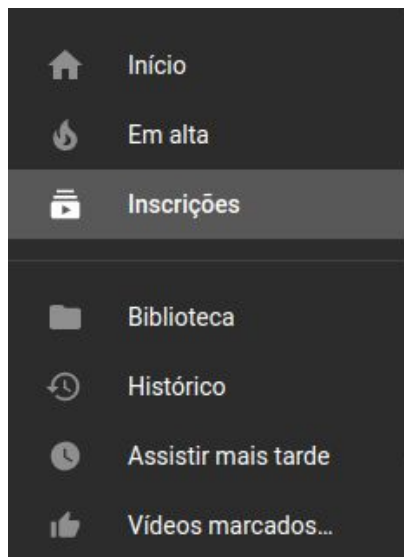 Início
Em alta
Inscrições
Biblioteca
Histórico
Assistir mais tarde
Vídeos marcados...